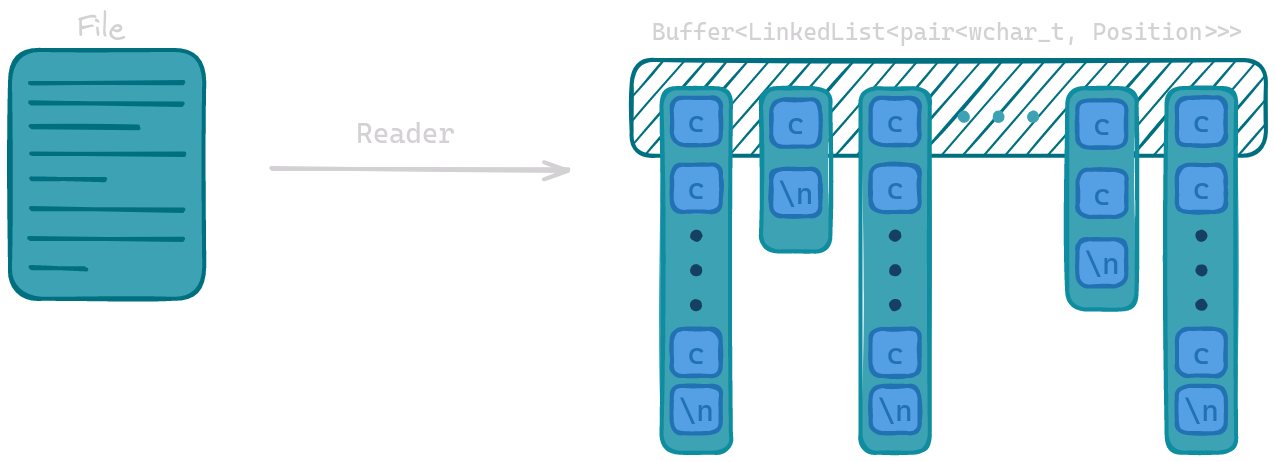 File
Buffer<LinkedList<pair<wchar_t, Position>>>
Reader
c c c c c
c \n c c c
\n
c c c
\n \n \n